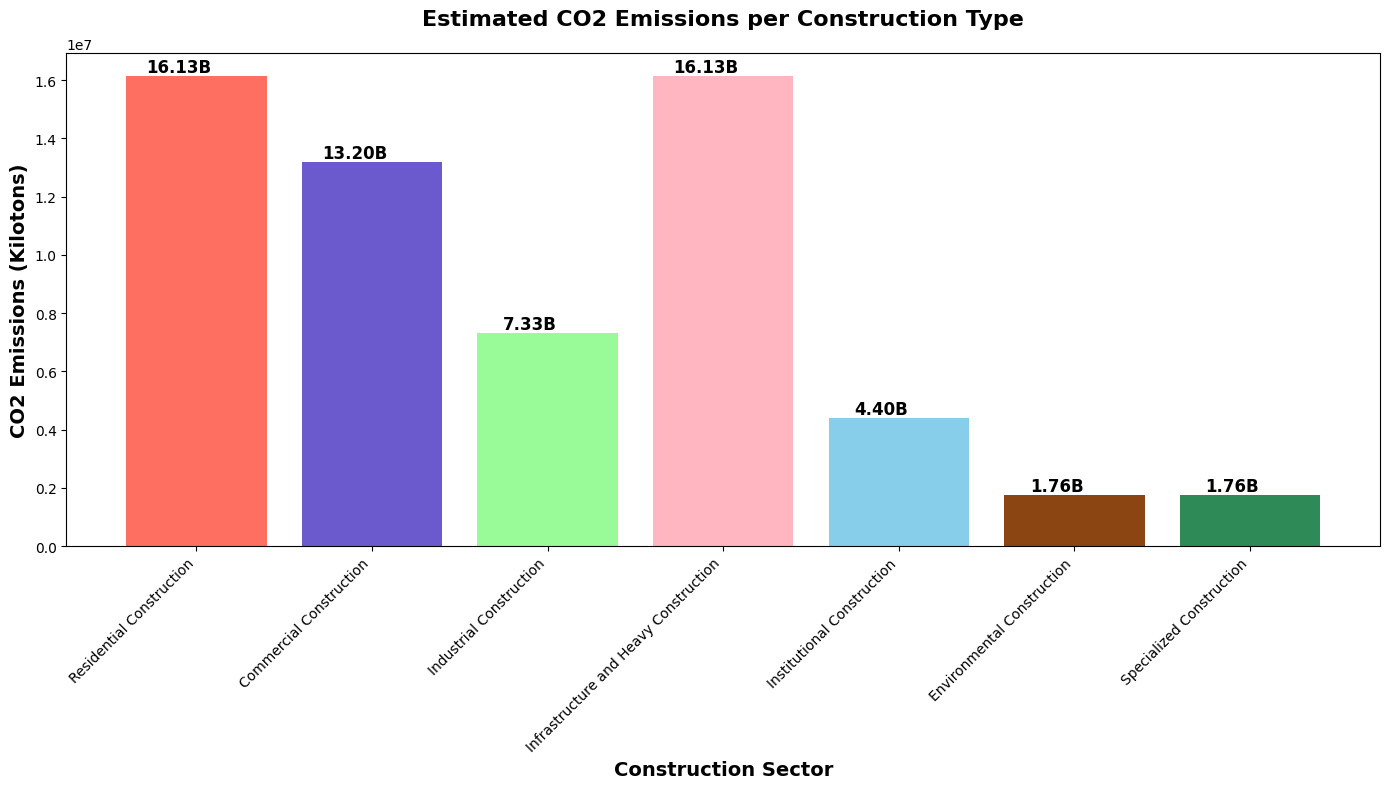 Estimated CO2 Emissions per Construction Type
1e7
CO2 Emissions (Kilotons)
1.6
1.4
1.2
1.0
0.8
0.6
0.4
0.2
0.0
16.13B
13.20B
7.33B
16.13B
4.40B
1.76B
1.76B
Residential Construction
Commercial Construction
Industrial Construction
Infrastructure and Heavy Construction
Institutional Construction
Environmental Construction
Specialized Construction
Construction Sector